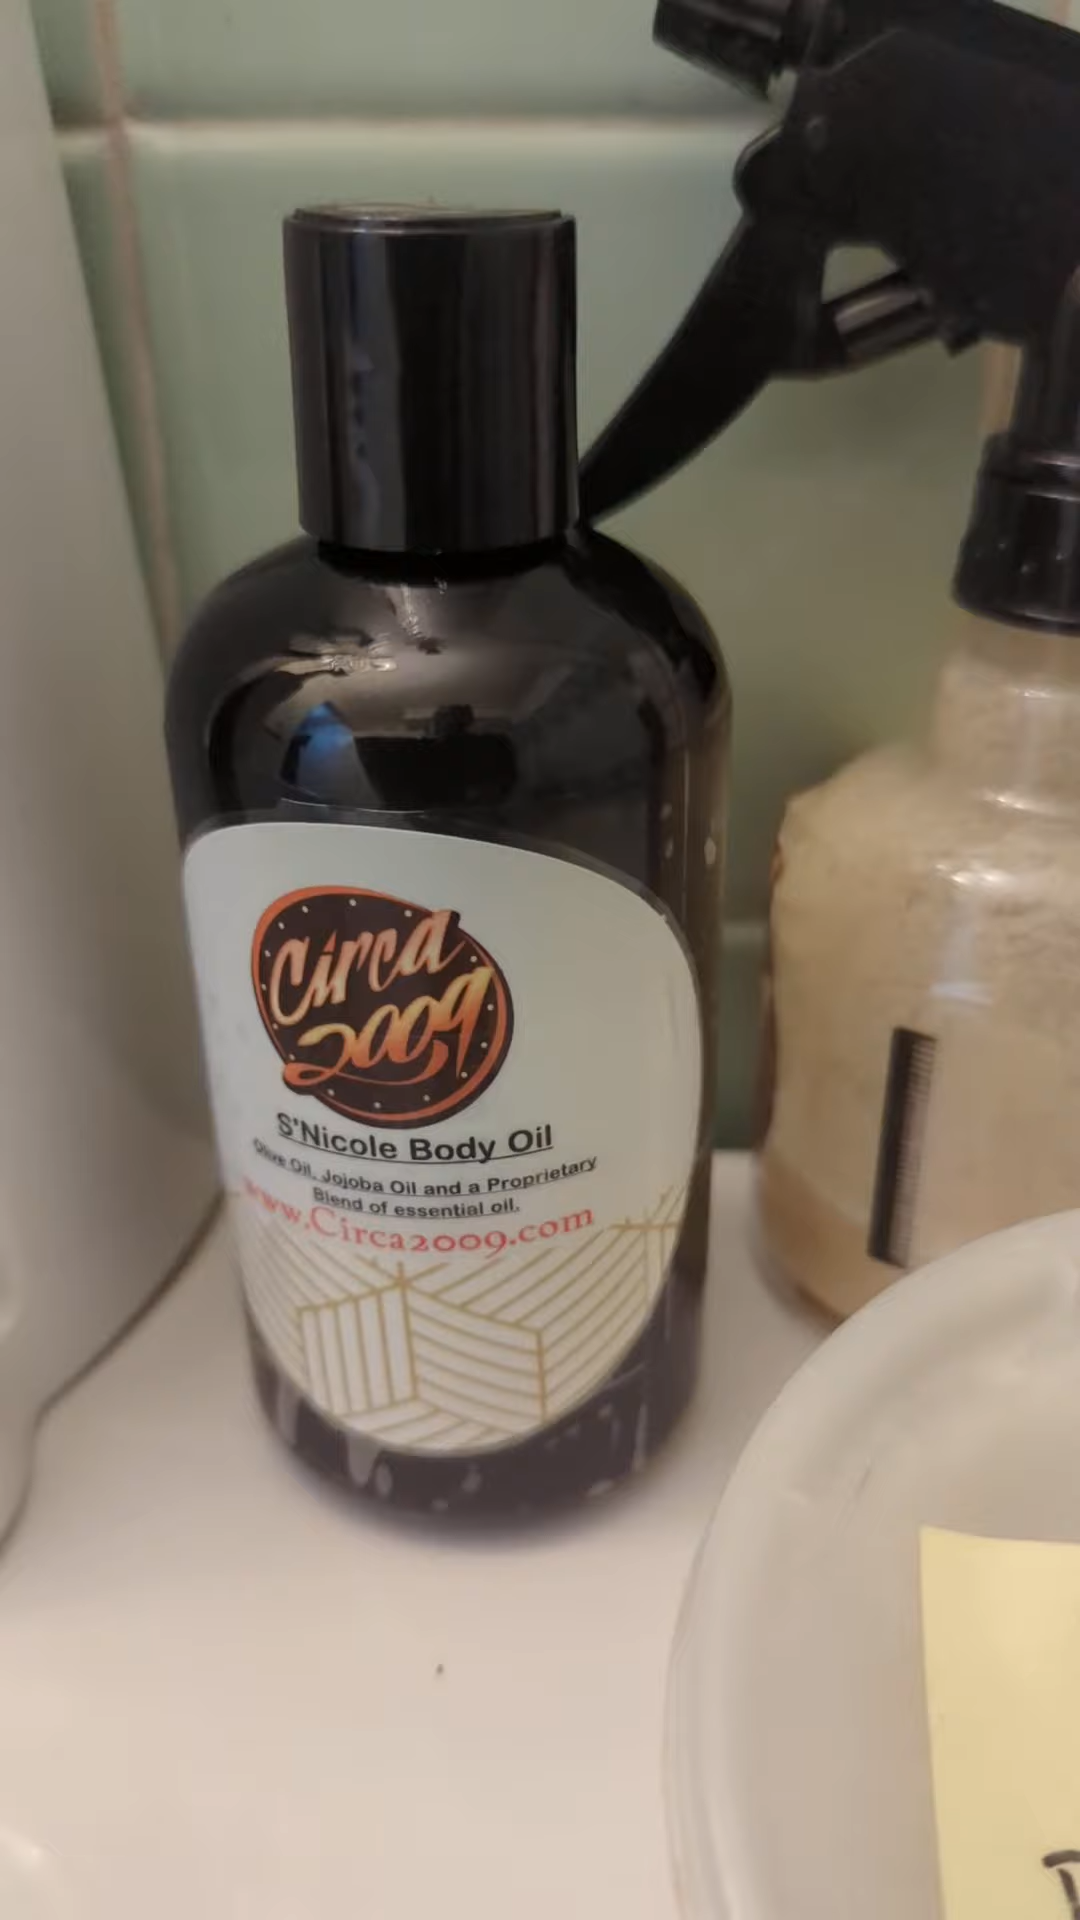 Circa
2009
S'Nicole Body Oil
Olive Oil, Jojoba Oil and a Proprietary
Blend of essential oil.
www.Circa2009.com